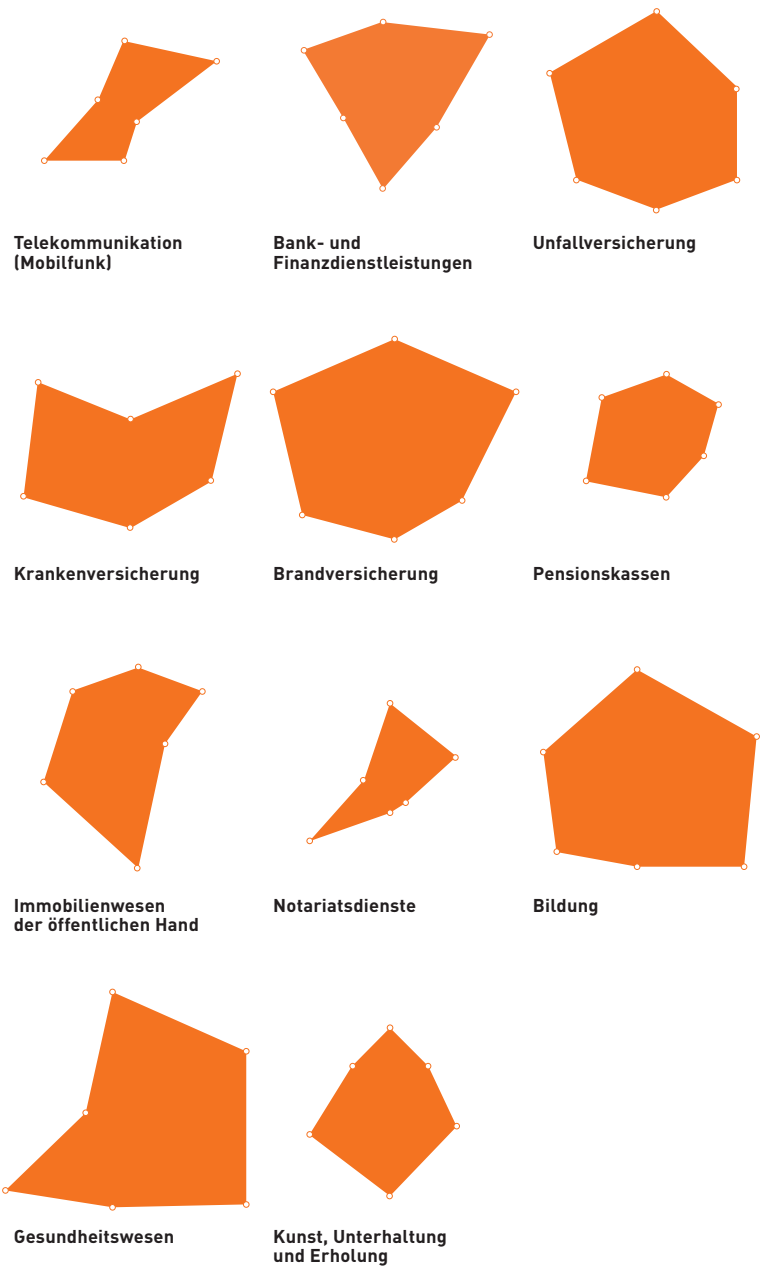 Telekommunikation
(Mobilfunk)
Bank- und
Finanzdienstleistungen
Unfallversicherung
Krankenversicherung
Brandversicherung
Pensionskassen
Immobilienwesen
der öffentlichen Hand
Notariatsdienste
Bildung
Gesundheitswesen
Kunst, Unterhaltung
und Erholung